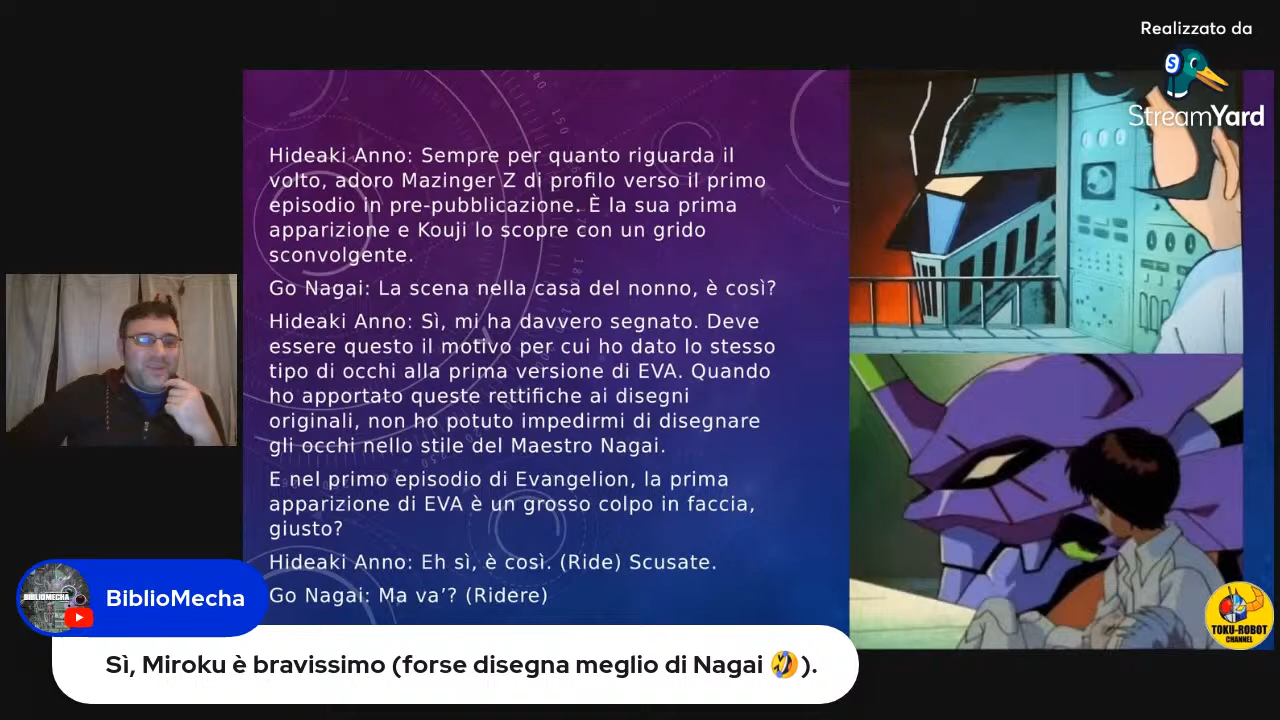 Realizzato da
StreamYard
Hideaki Anno: Sempre per quanto riguarda il
volto, adoro Mazinger Z di profilo verso il primo
episodio in pre-pubblicazione. È la sua prima
apparizione e Kouji lo scopre con un grido
sconvolgente.
Go Nagai: La scena nella casa del nonno, è così?
Hideaki Anno: Sì, mi ha davvero segnato. Deve
essere questo il motivo per cui ho dato lo stesso
tipo di occhi alla prima versione di EVA. Quando
ho apportato queste rettifiche ai disegni
originali, non ho potuto impedirmi di disegnare
gli occhi nello stile del Maestro Nagai.
E nel primo episodio di Evangelion, la prima
apparizione di EVA è un grosso colpo in faccia,
giusto?
Hideaki Anno: Eh sì, è così. (Ride) Scusate.
Go Nagai: Ma va’? (Ridere)
BIBLIOMECHA
BiblioMecha
Sì, Miroku è bravissimo (forse disegna meglio di Nagai 🤣).
TOKU-ROBOT
CHANNEL